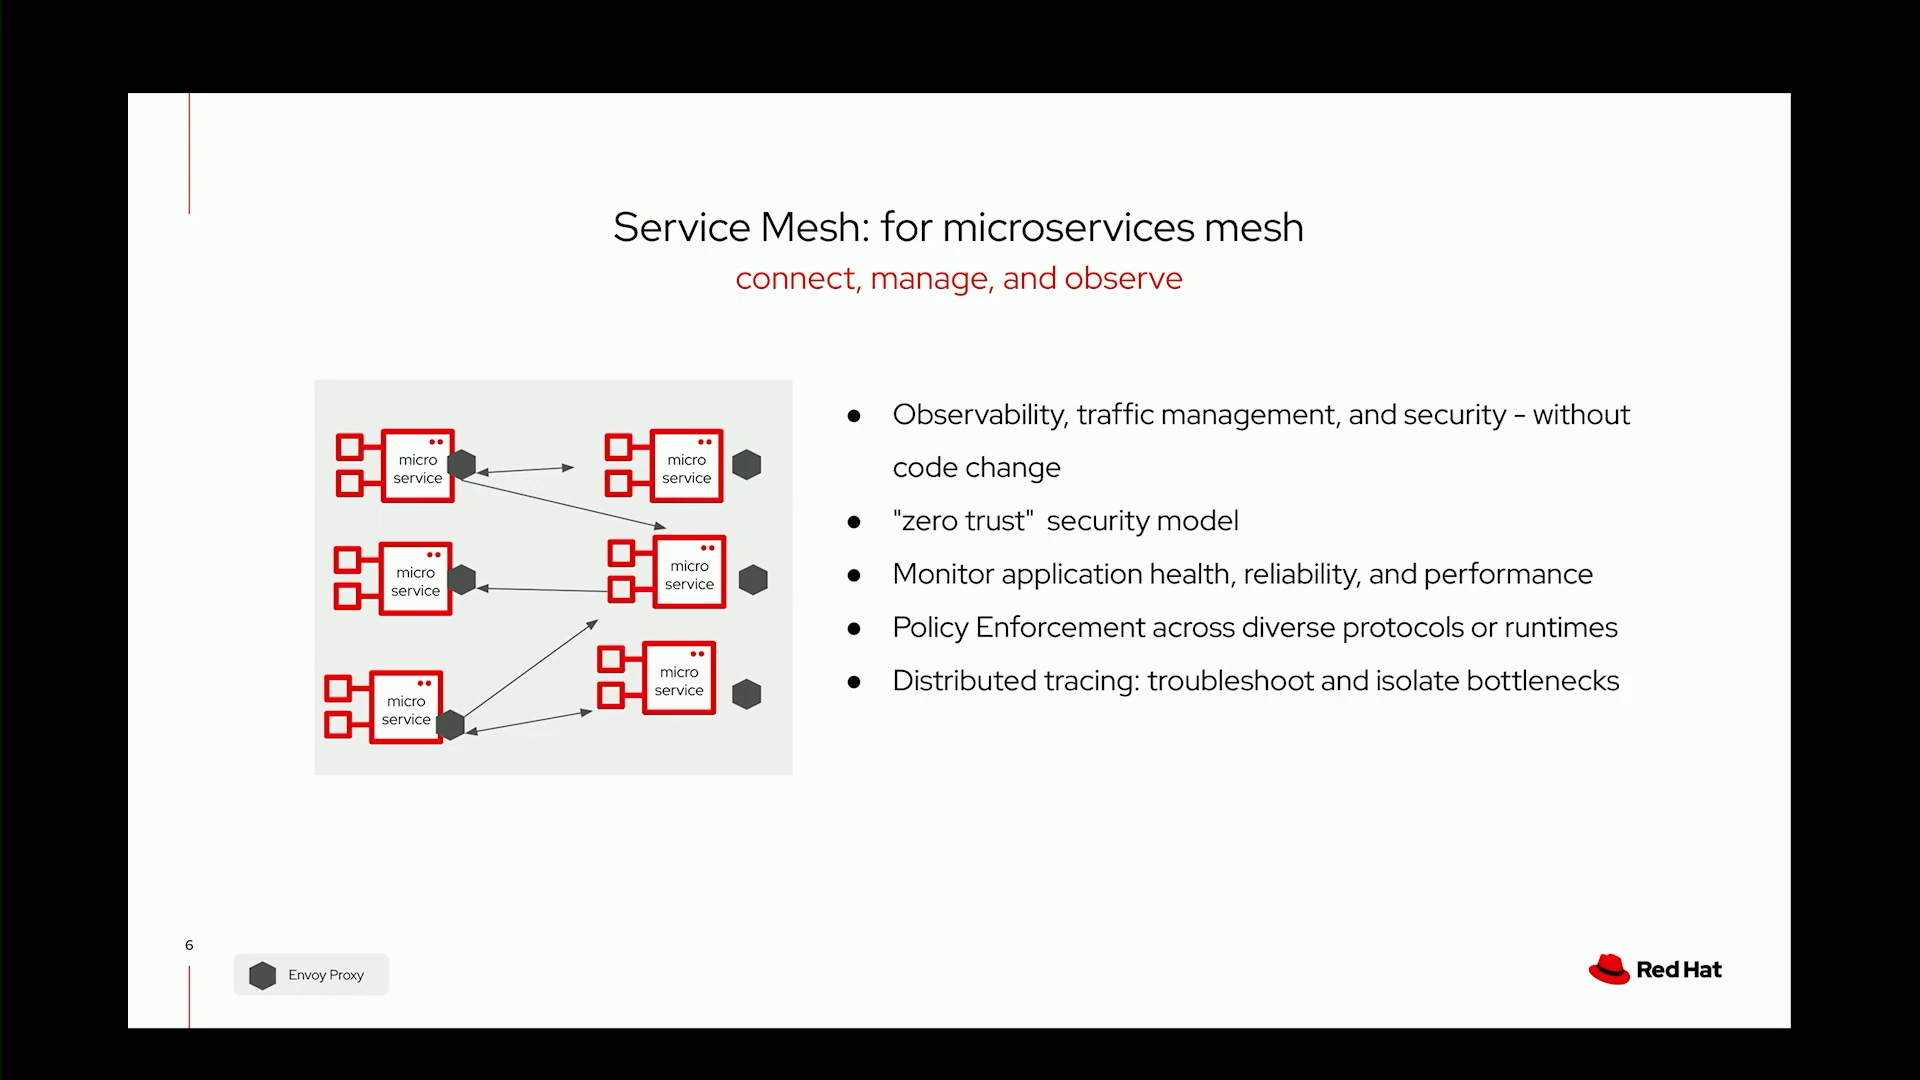 Service Mesh: for microservices mesh
connect, manage, and observe
micro
service
micro
service
micro
service
micro
service
micro
service
micro
service
● Observability, traffic management, and security - without
code change
● "zero trust" security model
● Monitor application health, reliability, and performance
● Policy Enforcement across diverse protocols or runtimes
● Distributed tracing: troubleshoot and isolate bottlenecks
6
Envoy Proxy
Red Hat